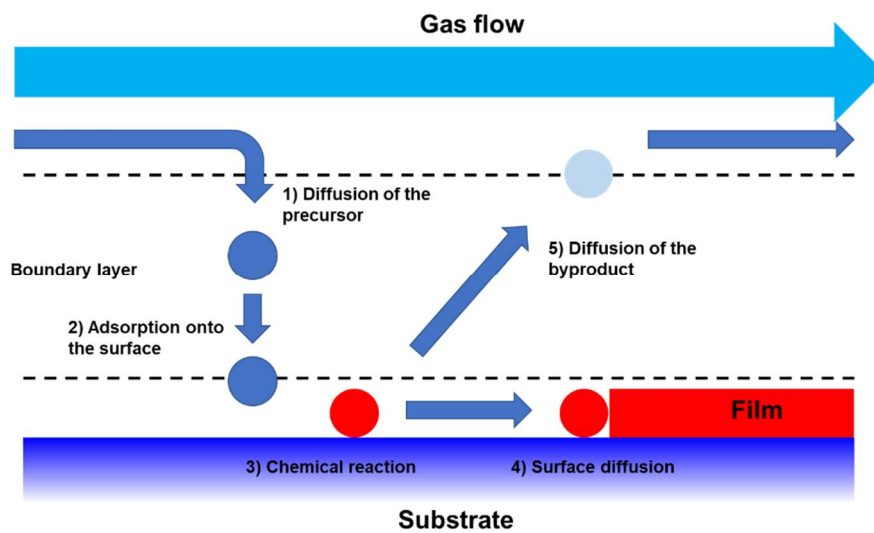 Gas flow
1) Diffusion of the
precursor
5) Diffusion of the
byproduct
Boundary layer
2) Adsorption onto
the surface
Film
3) Chemical reaction
4) Surface diffusion
Substrate